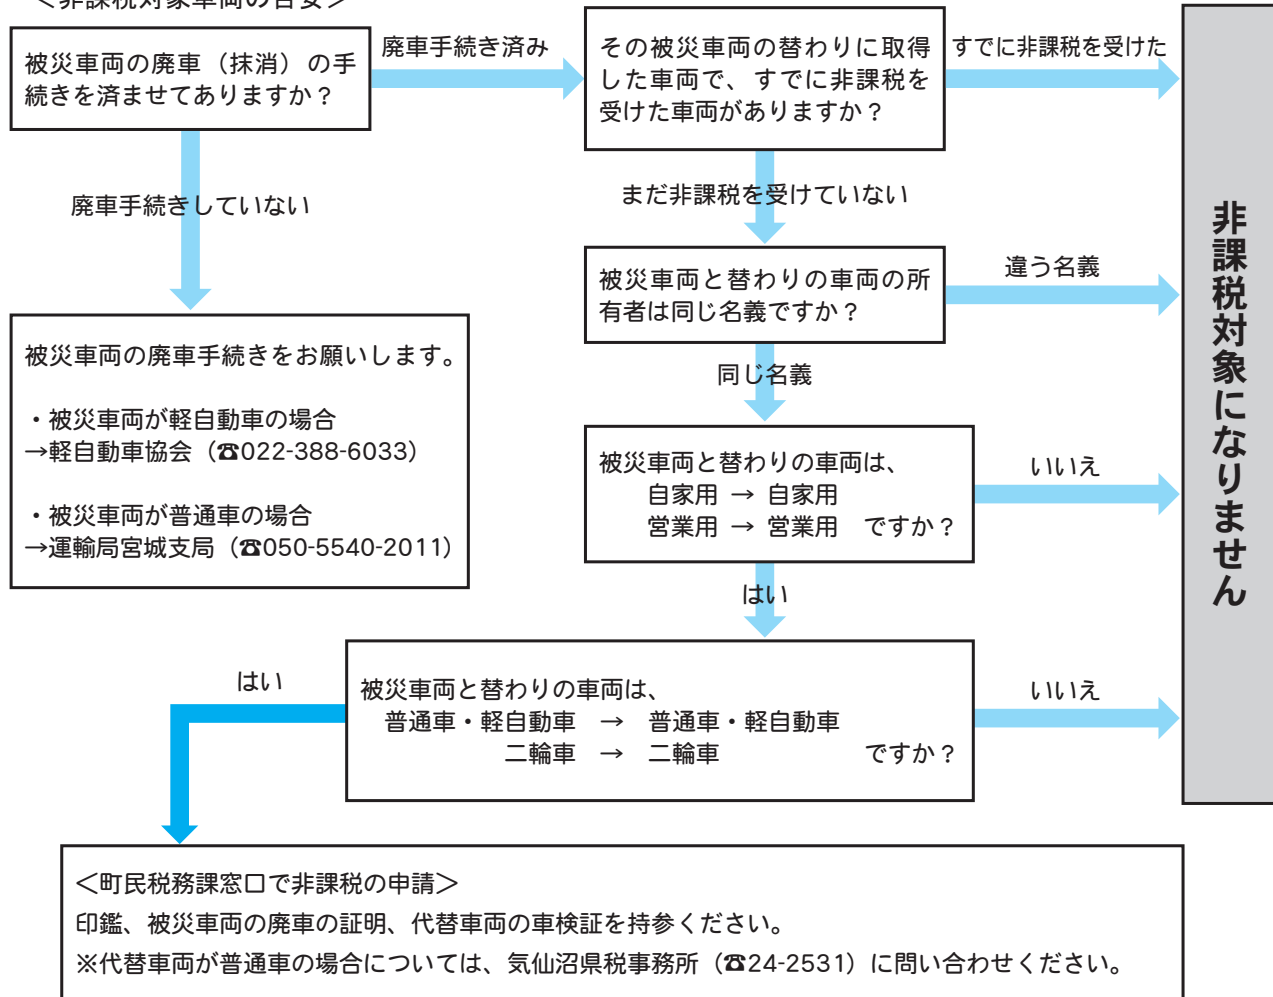 ＜非課税対象車両の目安＞
被災車両の廃車（抹消）の手
続きを済ませてありますか？
廃車手続き済み
その被災車両の替わりに取得
した車両で、すでに非課税を
受けた車両がありますか？
すでに非課税を受けた
廃車手続きしていない
まだ非課税を受けていない
被災車両と替わりの車両の所
有者は同じ名義ですか？
違う名義
同じ名義
被災車両の廃車手続きをお願いします。
・被災車両が軽自動車の場合
→軽自動車協会（☎022-388-6033）
・被災車両が普通車の場合
→運輸局宮城支局（☎050-5540-2011）
被災車両と替わりの車両は、
自家用 → 自家用
営業用 → 営業用　ですか？
いいえ
はい
被災車両と替わりの車両は、
普通車・軽自動車　→　普通車・軽自動車
二輪車　→　二輪車　ですか？
いいえ
はい
非課税対象になりません
＜町民税務課窓口で非課税の申請＞
印鑑、被災車両の廃車の証明、代替車両の車検証を持参ください。
※代替車両が普通車の場合については、気仙沼県税事務所（☎24-2531）に問い合わせください。